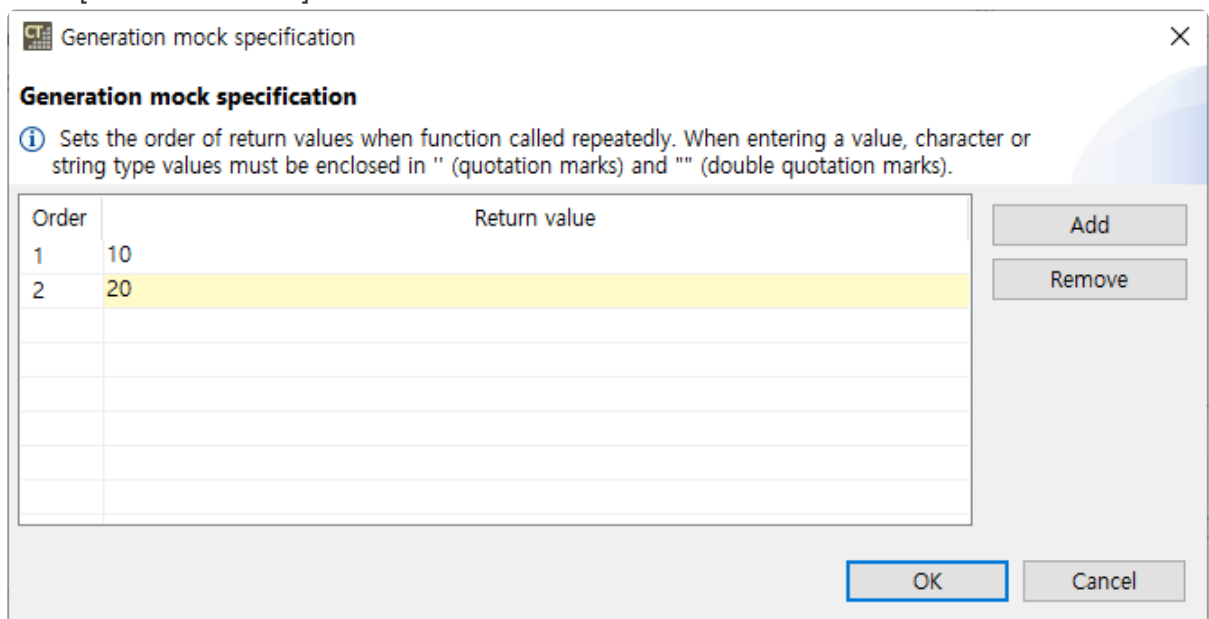 CT
Generation mock specification
Generation mock specification
Sets the order of return values when function called repeatedly. When entering a value, character or
string type values must be enclosed in '' (quotation marks) and "" (double quotation marks).
Order Return value
Add
1 10
Remove
2 20
OK Cancel